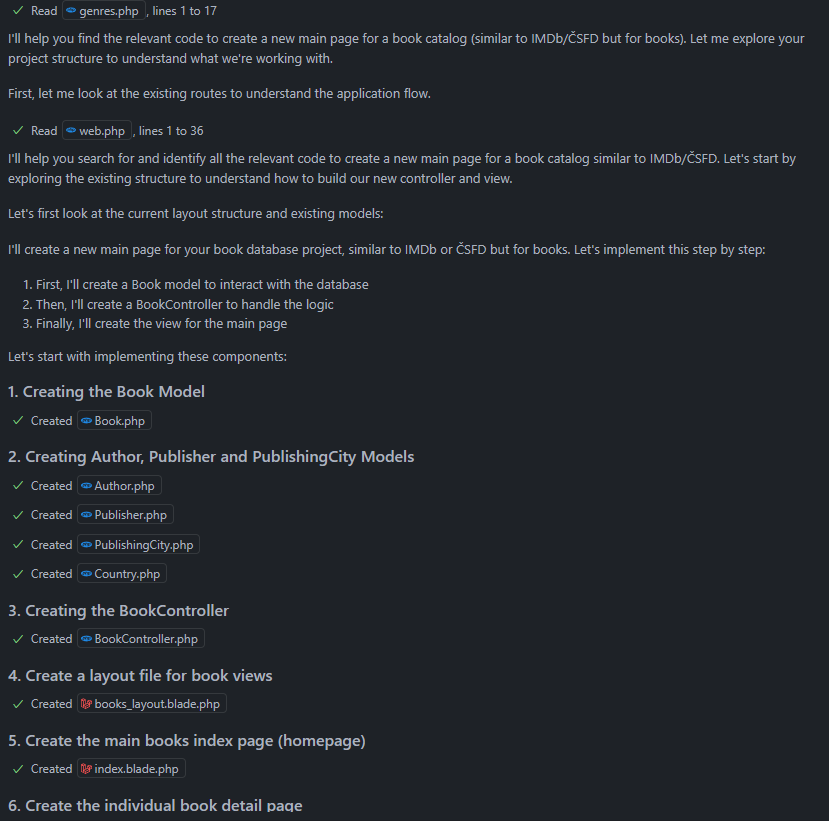 Read genres.php , lines 1 to 17
I'll help you find the relevant code to create a new main page for a book catalog (similar to IMDb/ČSFD but for books). Let me explore your
project structure to understand what we're working with.
First, let me look at the existing routes to understand the application flow.
Read web.php , lines 1 to 36
I'll help you search for and identify all the relevant code to create a new main page for a book catalog similar to IMDb/ČSFD. Let's start by
exploring the existing structure to understand how to build our new controller and view.
Let's first look at the current layout structure and existing models:
I'll create a new main page for your book database project, similar to IMDb or ČSFD but for books. Let's implement this step by step:
1. First, I'll create a Book model to interact with the database
2. Then, I'll create a BookController to handle the logic
3. Finally, I'll create the view for the main page
Let's start with implementing these components:
1. Creating the Book Model
Created Book.php
2. Creating Author, Publisher and PublishingCity Models
Created Author.php
Created Publisher.php
Created PublishingCity.php
Created Country.php
3. Creating the BookController
Created BookController.php
4. Create a layout file for book views
Created books_layout.blade.php
5. Create the main books index page (homepage)
Created index.blade.php
6. Create the individual book detail page